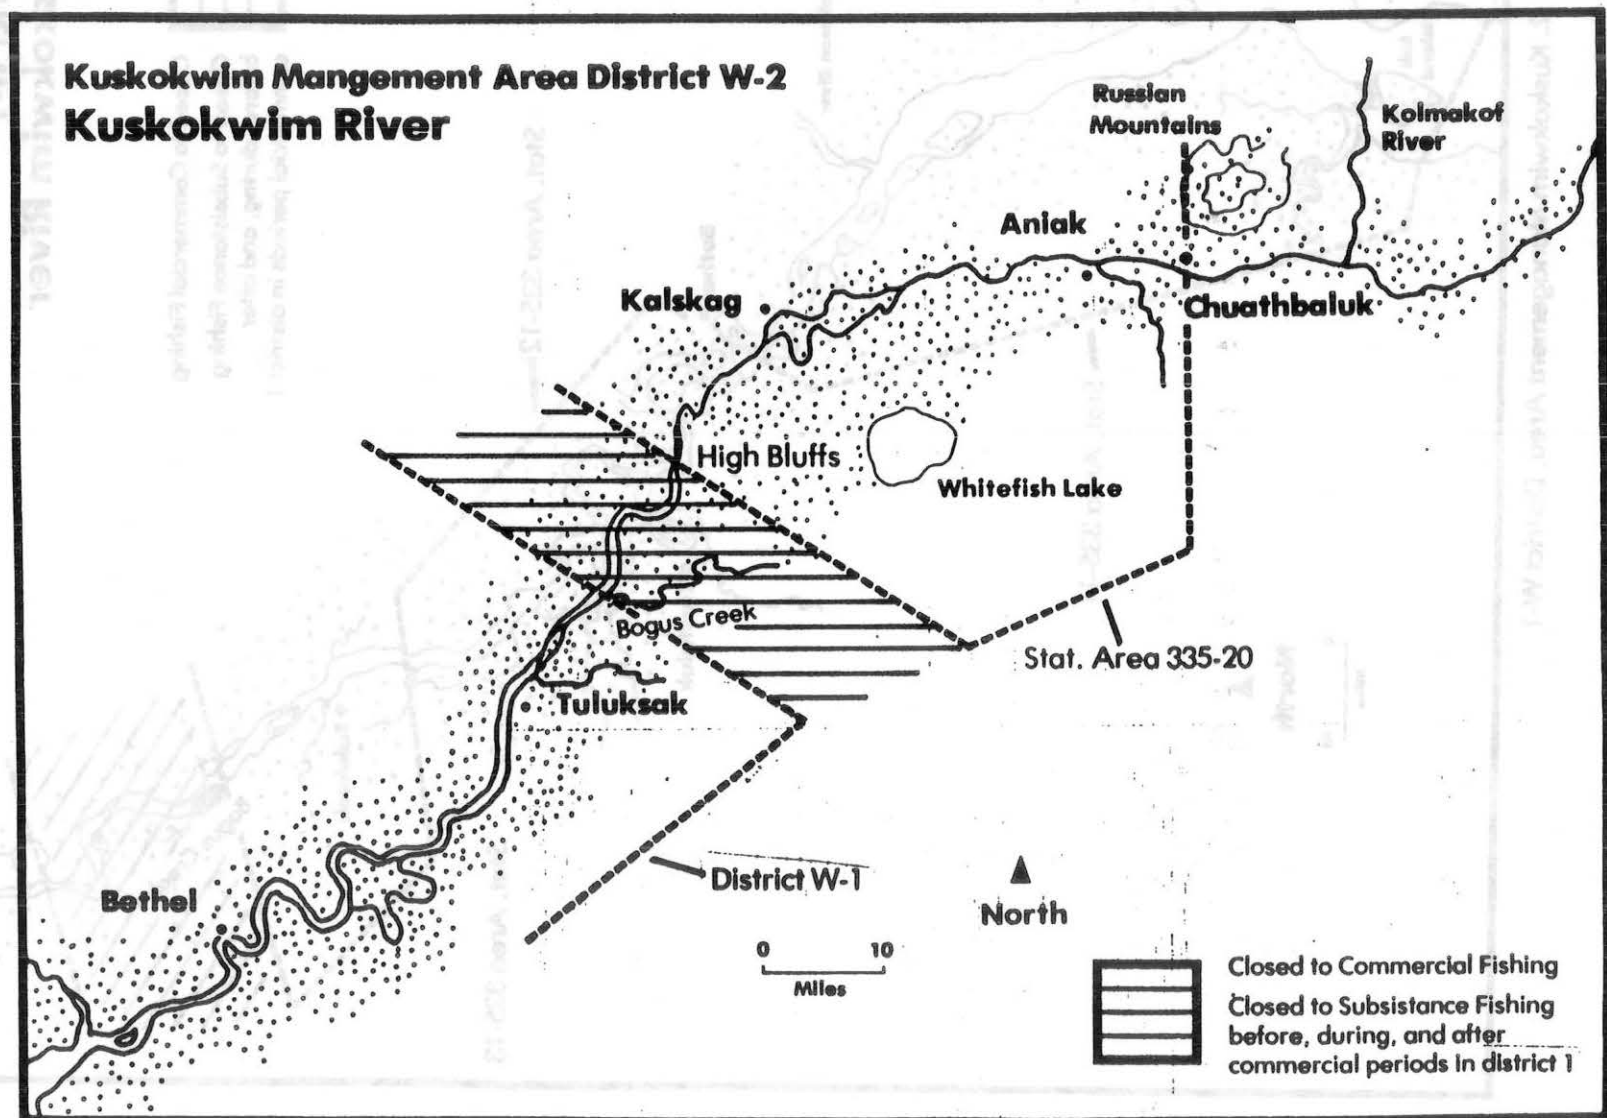 Kuskokwim Mangement Area District W-2
Kuskokwim River
Russian
Mountains
Kolmakof
River
Aniak
Kalskag
Chuathbaluk
High Bluffs
Whitefish Lake
Bogus Creek
Stat. Area 335-20
Tuluksak
District W-1
Bethel
North
0 10
Miles
Closed to Commercial Fishing
Closed to Subsistance Fishing
before, during, and after
commercial periods in district 1